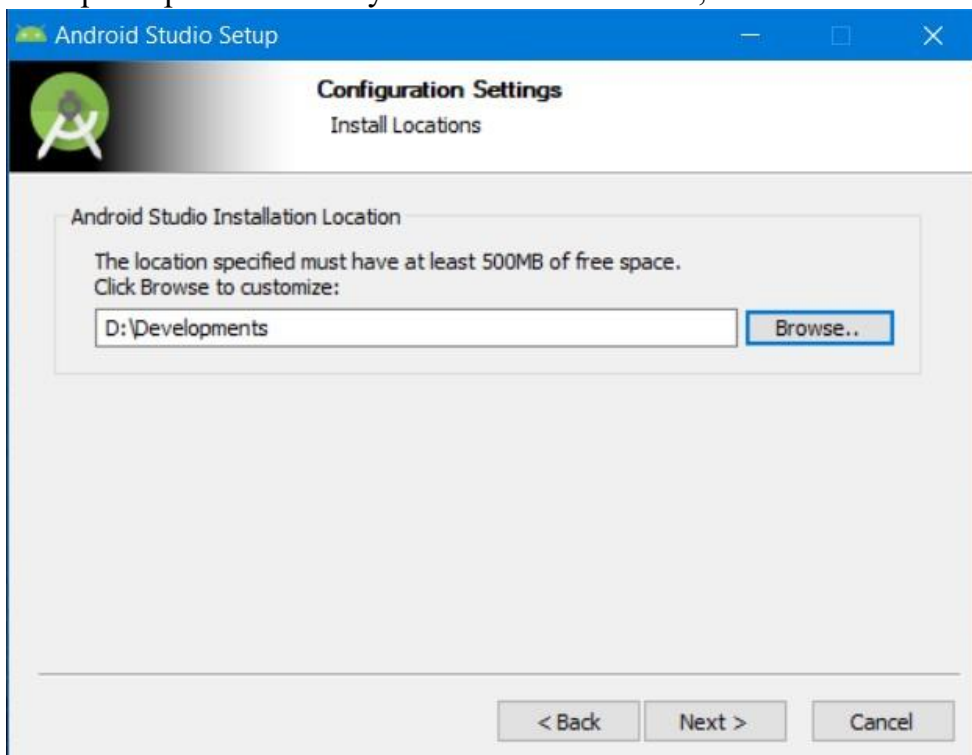 Android Studio Setup
Configuration Settings
Install Locations
Android Studio Installation Location
The location specified must have at least 500MB of free space.
Click Browse to customize:
D:\Developments
Browse..
< Back
Next >
Cancel